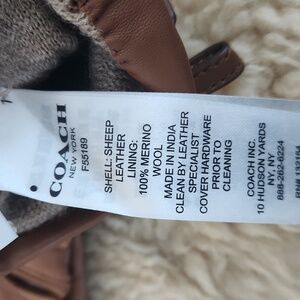 COACH
NEW YORK
F55189
SHELL: SHEEP
LEATHER
LINING:
100% MERINO
WOOL
MADE IN INDIA
CLEAN BY LEATHER
SPECIALIST
COVER HARDWARE
PRIOR TO
CLEANING
COACH INC.
10 HUDSON YARDS
NY, NY
888-262-6224